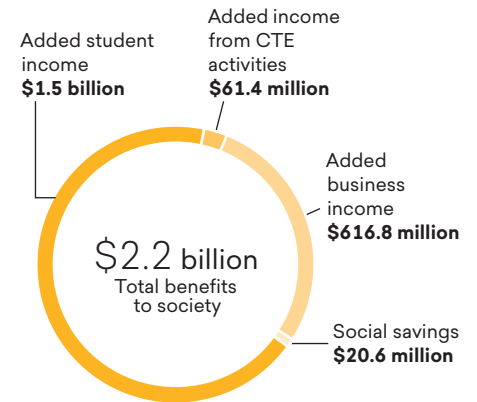 Added student
income
$1.5 billion
Added income
from CTE
activities
$61.4 million
Added
business
income
$616.8 million
$2.2 billion
Total benefits
to society
Social savings
$20.6 million